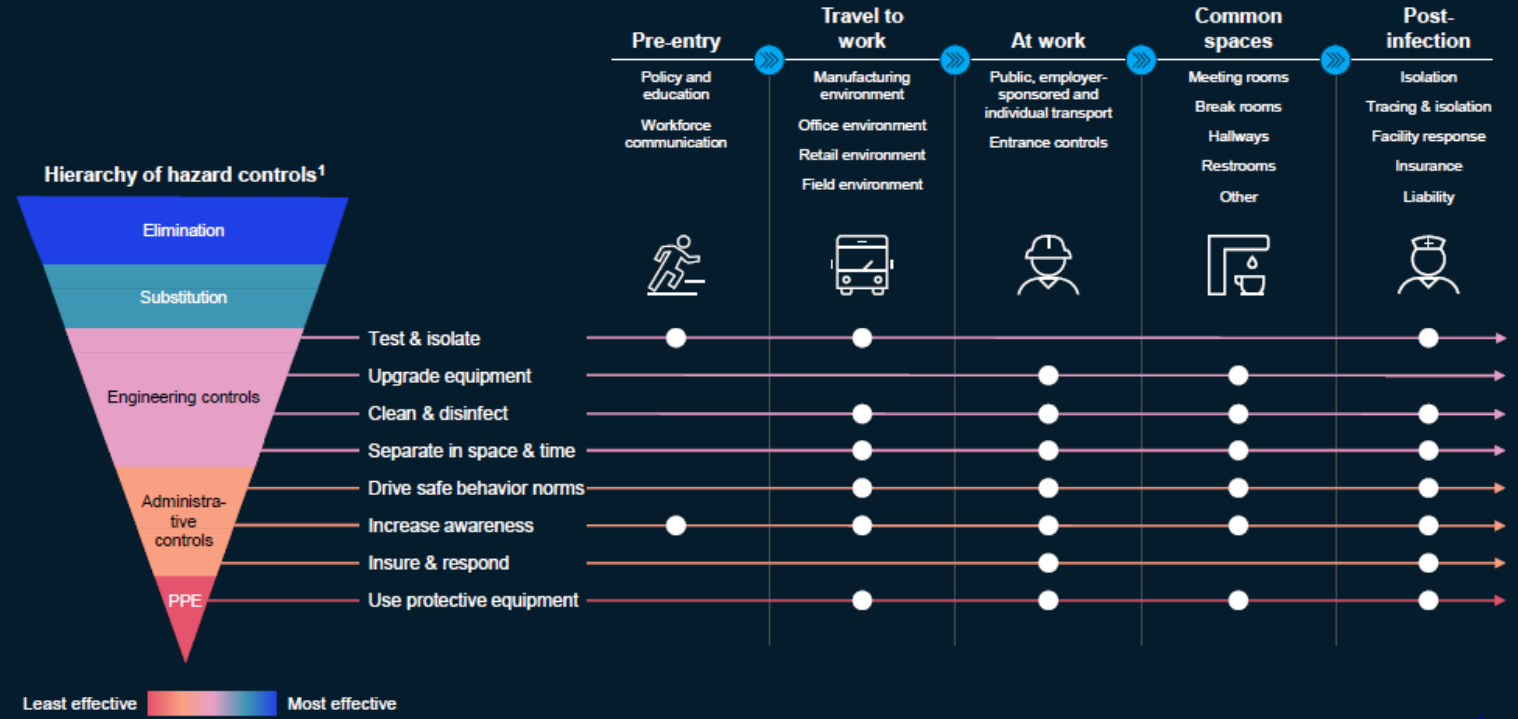 Pre-entry
Policy and
education
Workforce
communication
Travel to
work
Manufacturing
environment
Office environment
Retail environment
Field environment
At work
Public, employer-
sponsored and
individual transport
Entrance controls
Common
spaces
Meeting rooms
Break rooms
Hallways
Restrooms
Other
Post-
infection
Isolation
Tracing & isolation
Facility response
Insurance
Liability
Hierarchy of hazard controls1
Elimination
Substitution
Engineering controls
Administra-
tive
controls
PPE
Test & isolate
Upgrade equipment
Clean & disinfect
Separate in space & time
Drive safe behavior norms
Increase awareness
Insure & respond
Use protective equipment
Least effective
Most effective